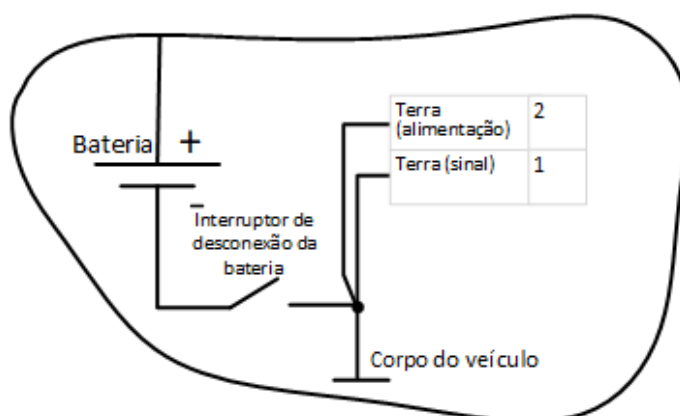 Terra
(alimentação)
2
Bateria
+
Terra (sinal)
1
-
Interruptor de
desconexão da
bateria
Corpo do veículo